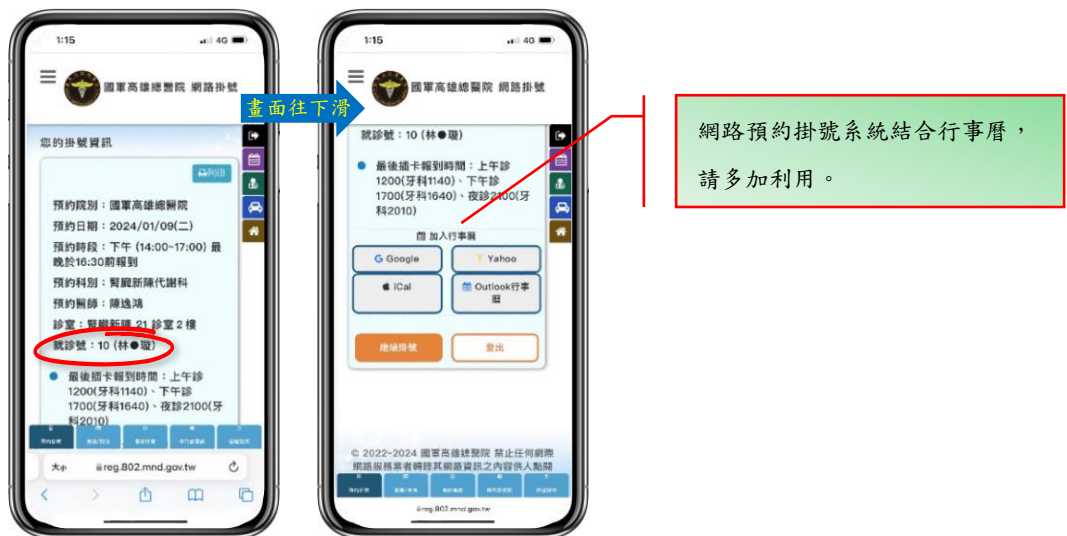 1:15
4G
國軍高雄總醫院 網路掛號
您的掛號資訊
列印
預約院別：國軍高雄總醫院
預約日期：2024/01/09(二)
預約時段：下午 (14:00~17:00) 最
晚於16:30前報到
預約科別：腎臟新陳代謝科
預約醫師：陳逸鴻
診室：腎臟新陳 21 診室 2 樓
就診號：10 (林●璇)
最後插卡報到時間：上午診
1200(牙科1140)、下午診
1700(牙科1640)、夜診2100(牙
科2010)
大小 reg.802.mnd.gov.tw
畫面往下滑
1:15
4G
國軍高雄總醫院 網路掛號
就診號：10 (林●璇)
最後插卡報到時間：上午診
1200(牙科1140)、下午診
1700(牙科1640)、夜診2100(牙
科2010)
加入行事曆
Google
Yahoo
iCal
Outlook行事
曆
繼續掛號
登出
© 2022-2024 國軍高雄總醫院 禁止任何網際
網路服務業者轉錄其網路資訊之內容供人點閱
reg.802.mnd.gov.tw
網路預約掛號系統結合行事曆，
請多加利用。